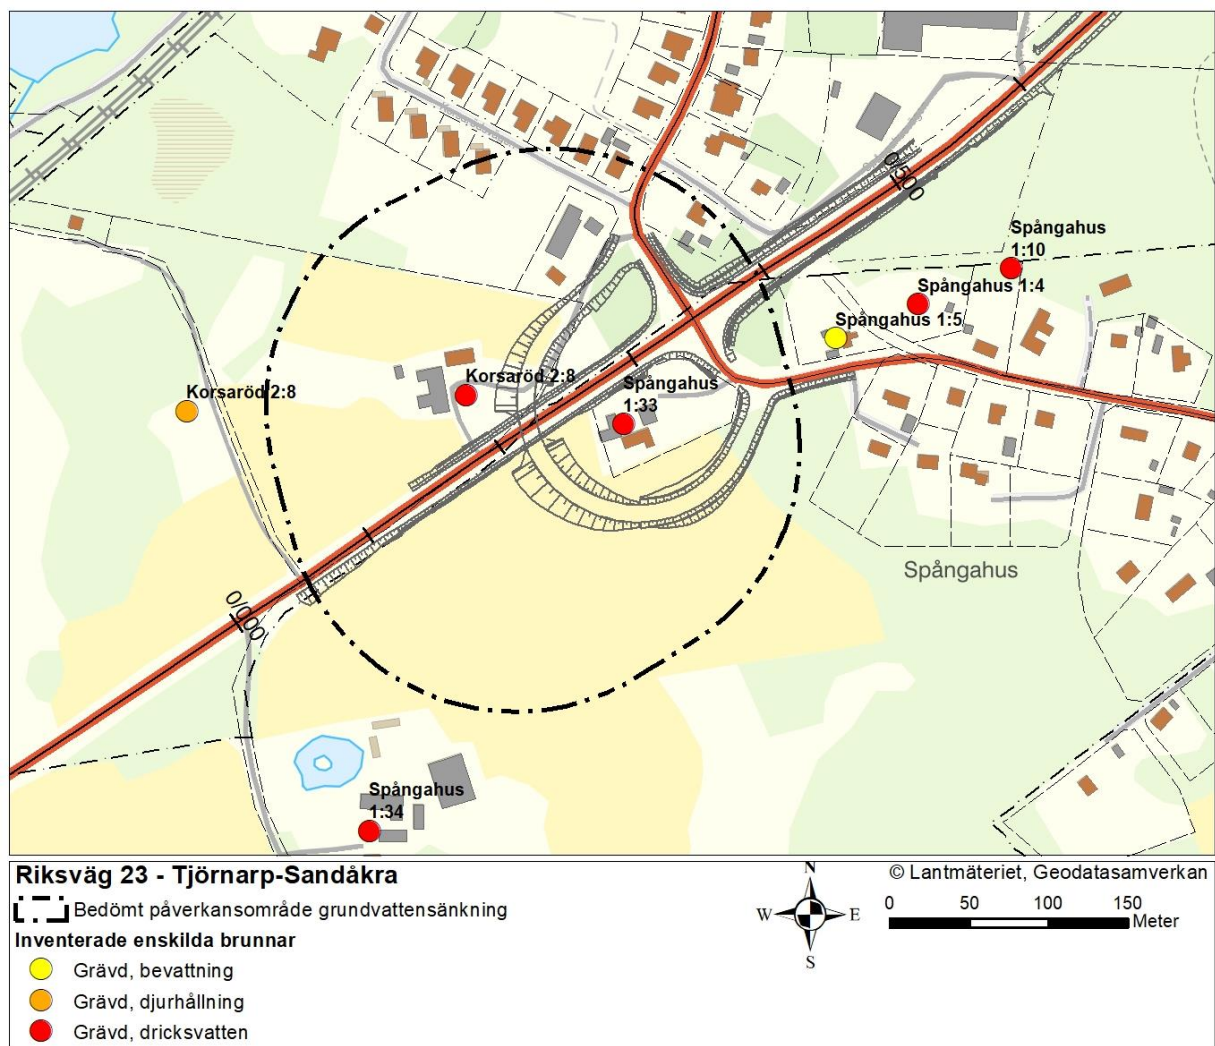 0/500
Spångahus
1:10
Spångahus 1:4
Spångahus 1:5
Korsaröd 2:8
Korsaröd 2:8
Spångahus
1:33
Spångahus
0/000
Spångahus
1:34
Riksväg 23 - Tjörnarp-Sandåkra
Bedömt påverkansområde grundvattensänkning
Inventerade enskilda brunnar
Grävd, bevattning
Grävd, djurhållning
Grävd, dricksvatten
N
W E
S
© Lantmäteriet, Geodatasamverkan
0 50 100 150
Meter